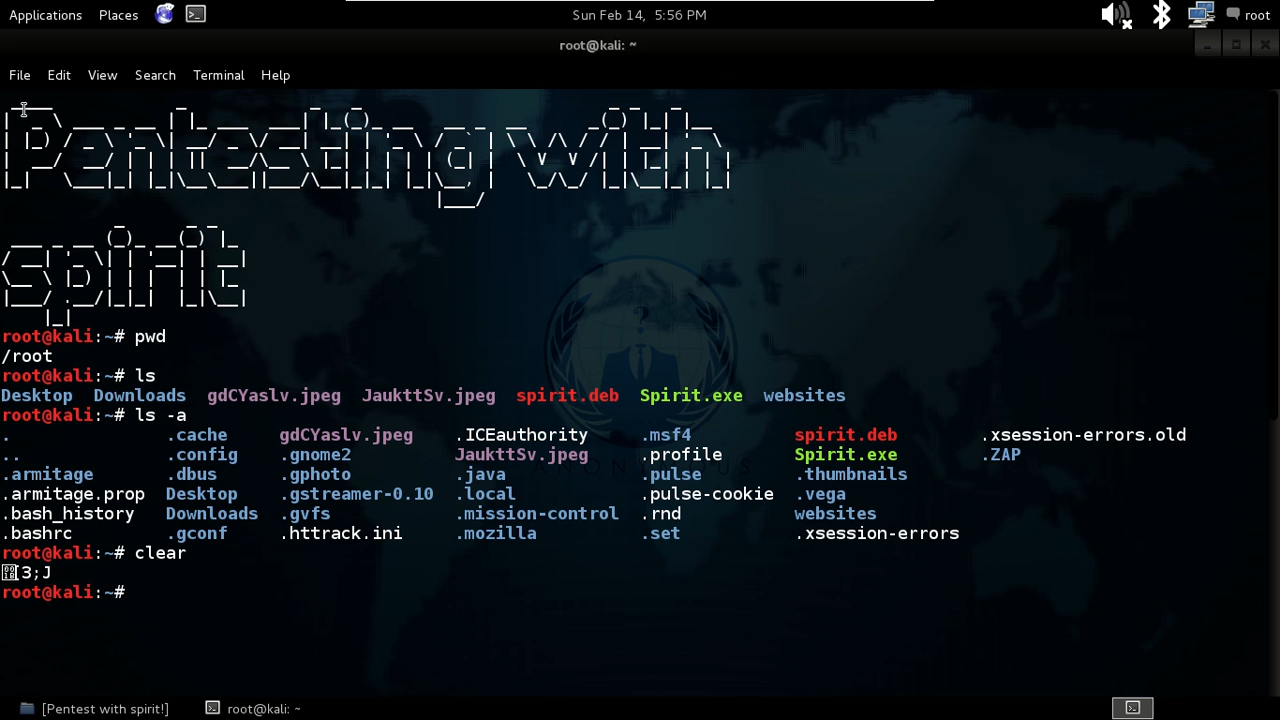 Applications Places Sun Feb 14, 5:56 PM root
root@kali: ~
File Edit View Search Terminal Help
Pentesting with
spirit
root@kali:~# pwd
/root
root@kali:~# ls
Desktop Downloads gdCYaslv.jpeg JaukttSv.jpeg spirit.deb Spirit.exe websites
root@kali:~# ls -a
. .cache gdCYaslv.jpeg .ICEauthority .msf4 spirit.deb .xsession-errors.old
.. .config .gnome2 JaukttSv.jpeg .profile Spirit.exe .ZAP
.armitage .dbus .gphoto .java .pulse .thumbnails
.armitage.prop Desktop .gstreamer-0.10 .local .pulse-cookie .vega
.bash_history Downloads .gvfs .mission-control .rnd websites
.bashrc .gconf .httrack.ini .mozilla .set .xsession-errors
root@kali:~# clear
[3;J
root@kali:~#
ANONYMOUS
[Pentest with spirit!] root@kali: ~